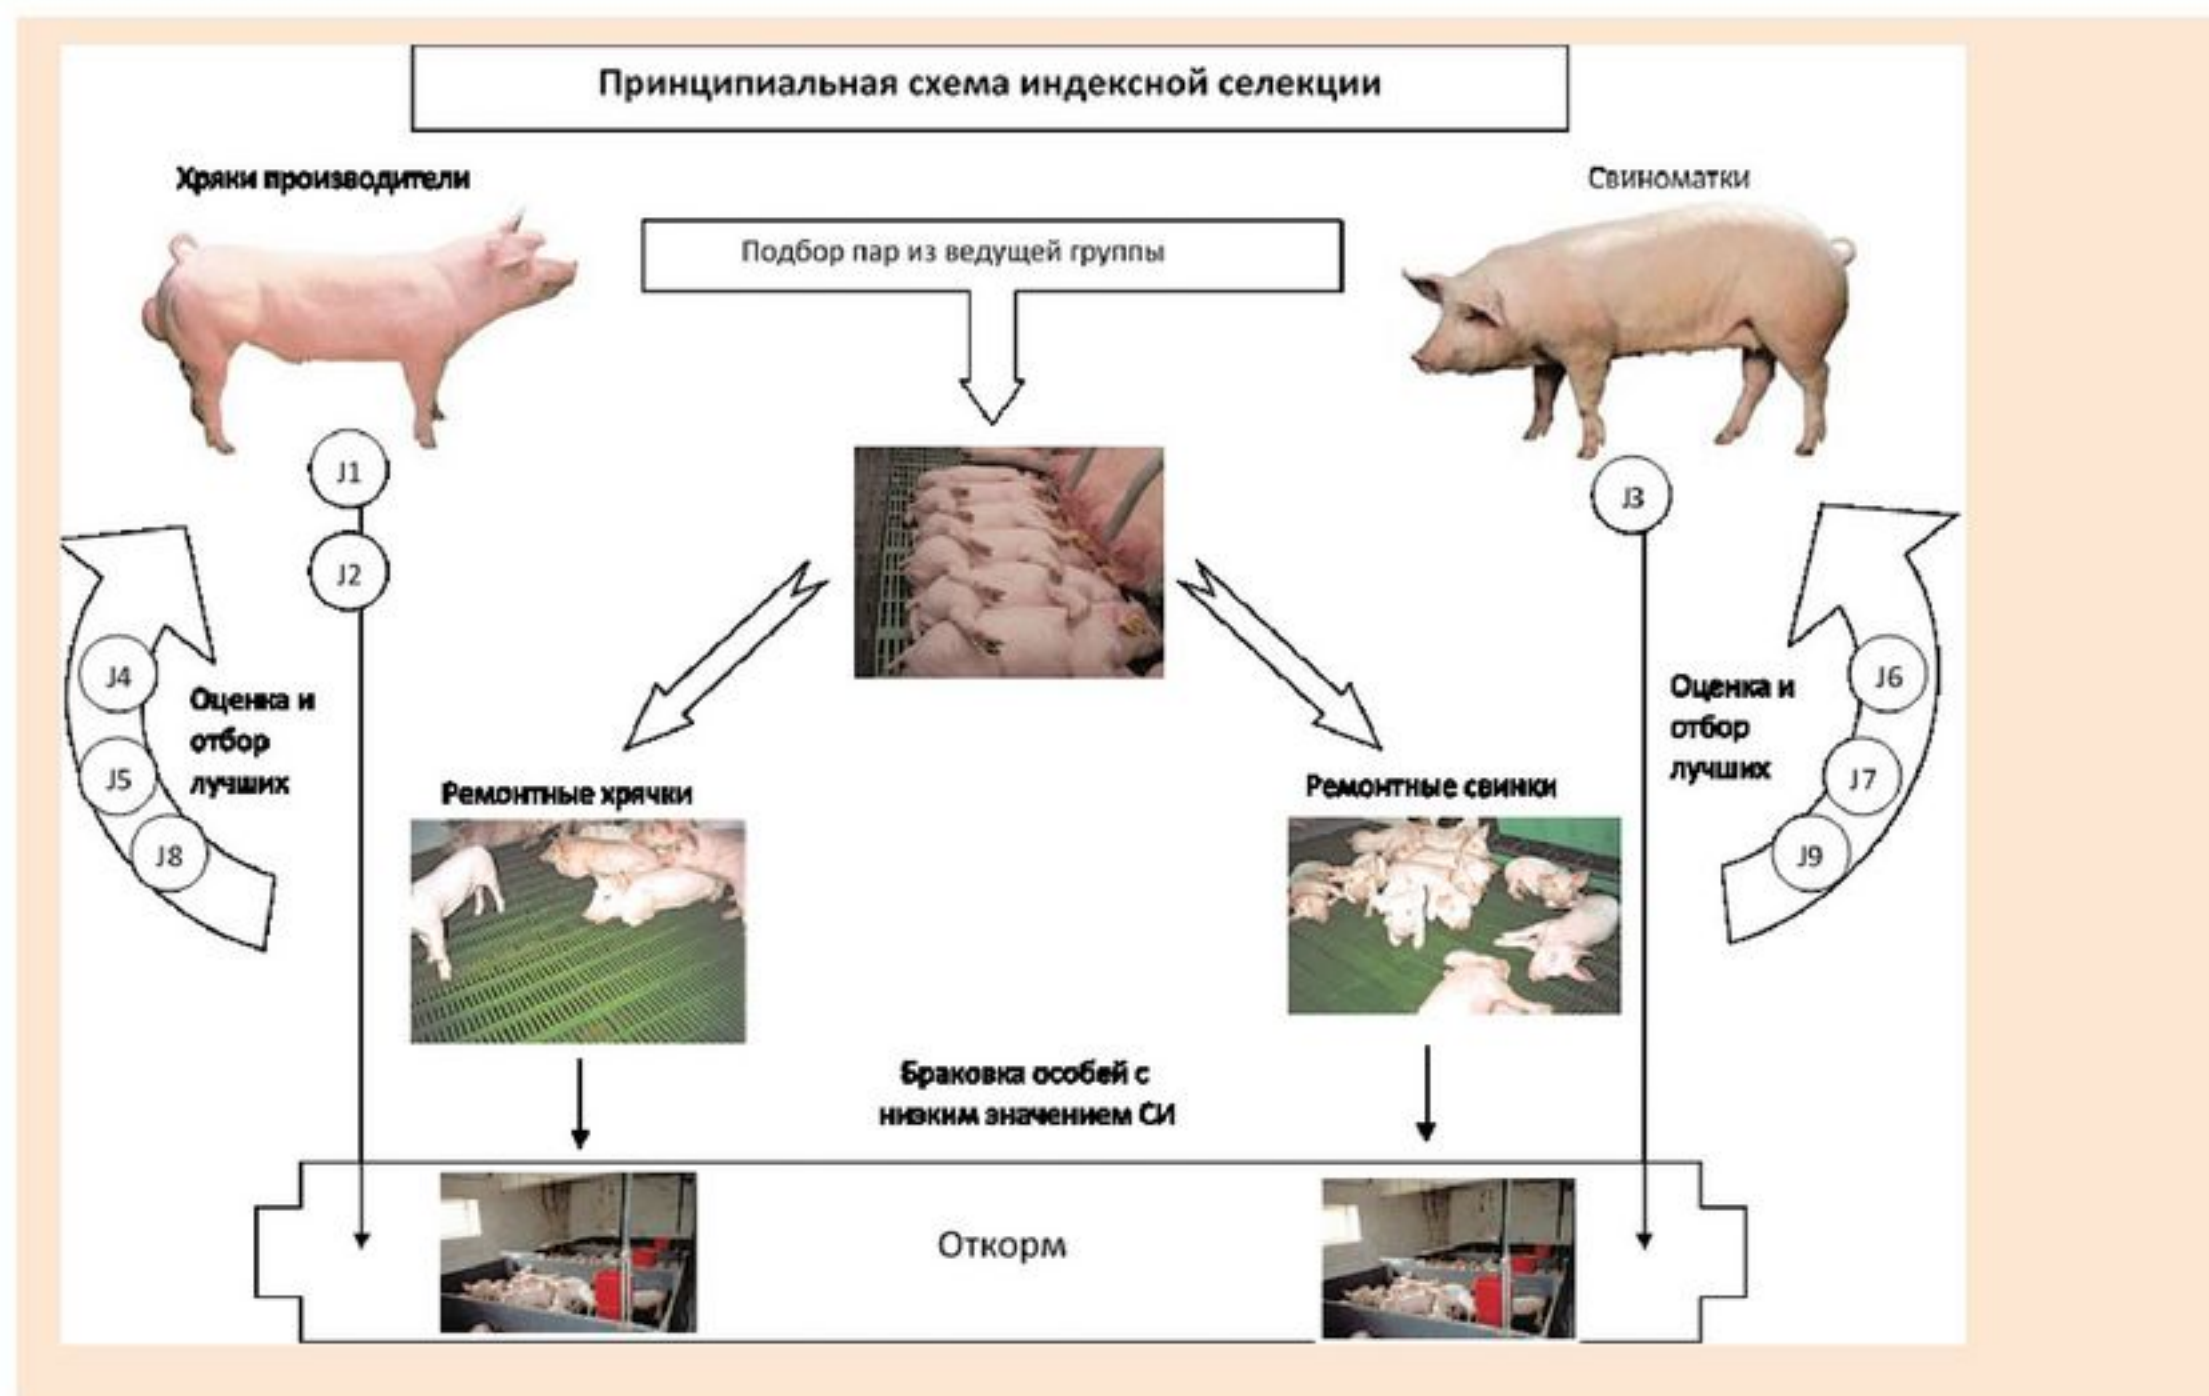 Принципиальная схема индексной селекции
Хряки производители
Свиноматки
Подбор пар из ведущей группы
J1
J3
J2
J4
Оценка и
отбор
лучших
J5
J8
J6
Оценка и
отбор
лучших
J7
J9
Ремонтные хрячки
Ремонтные свинки
Браковка особей с
низким значением СИ
Откорм